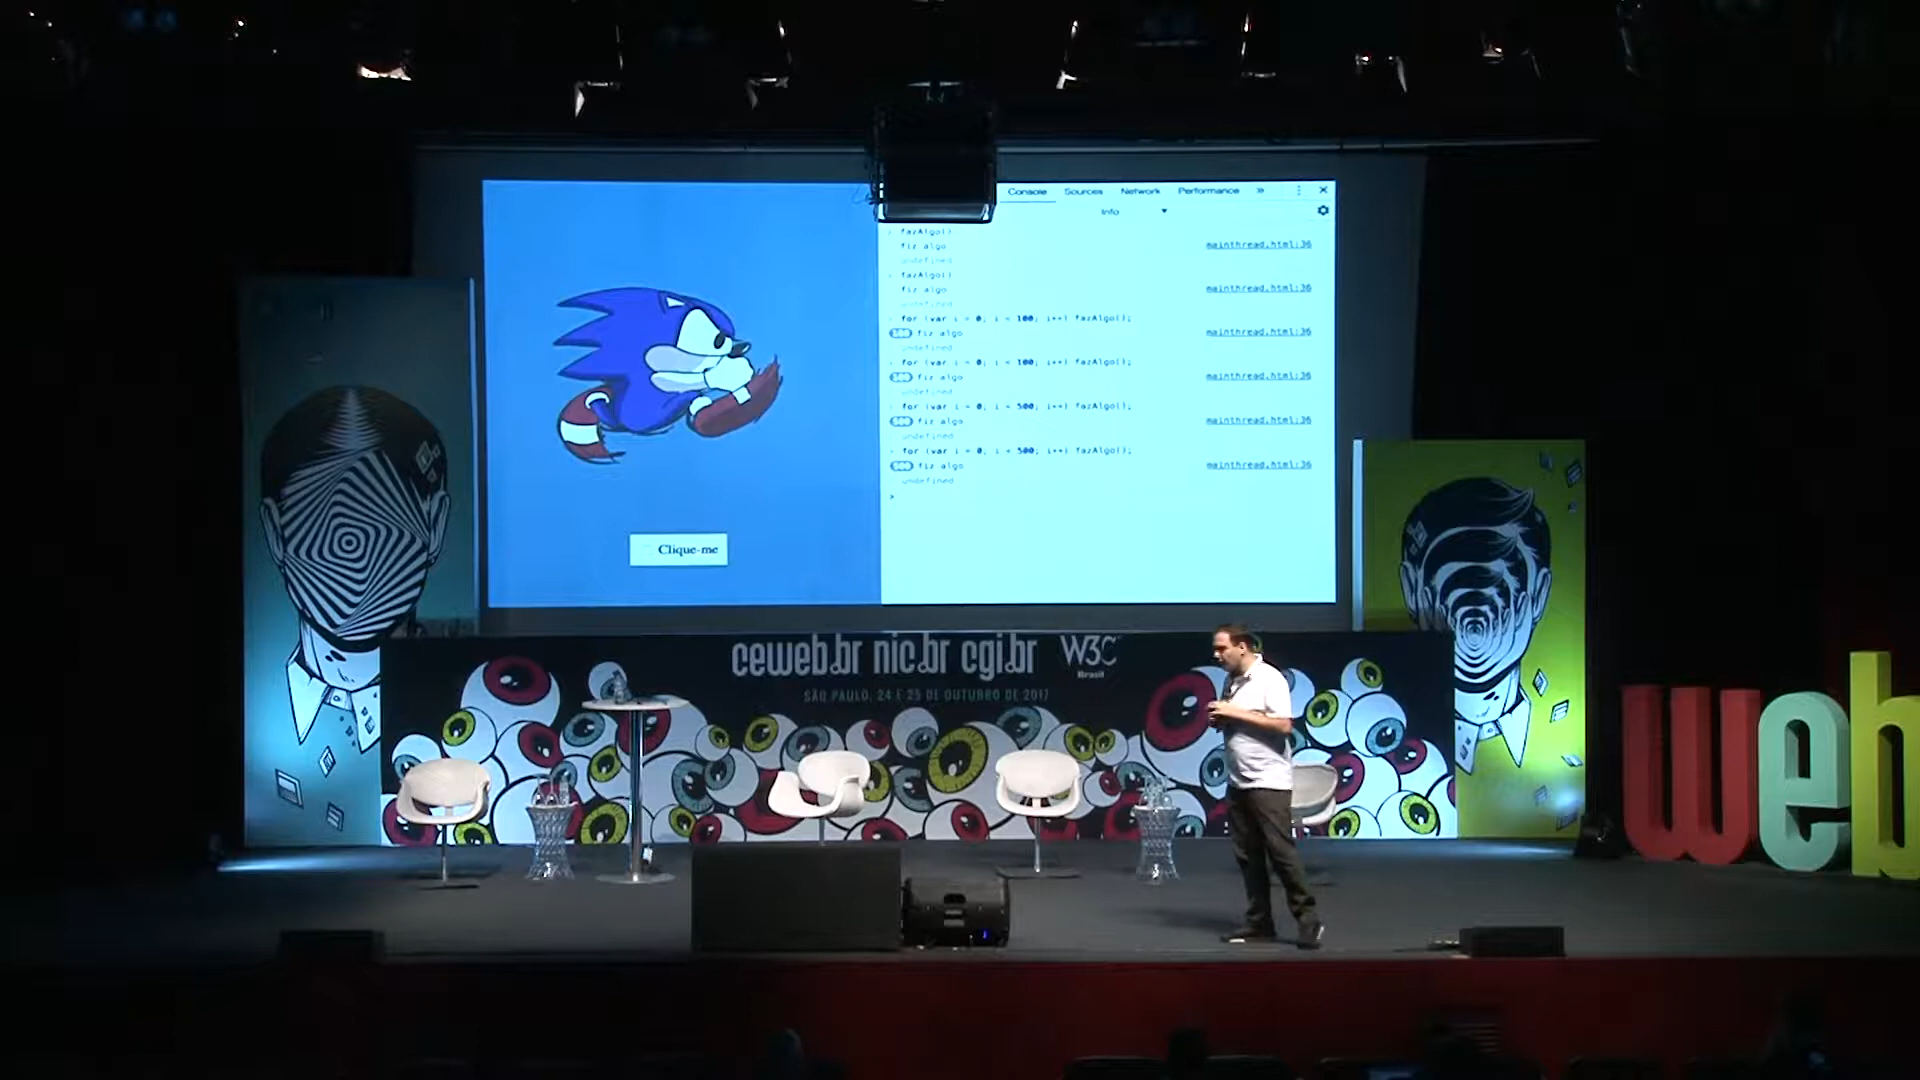 Console Sources Network Performance »
Info
fazAlgo()
fiz algo mainthread.html:36
undefined
fazAlgo()
fiz algo mainthread.html:36
undefined
for (var i = 0; i < 100; i++) fazAlgo();
100 fiz algo mainthread.html:36
undefined
for (var i = 0; i < 100; i++) fazAlgo();
100 fiz algo mainthread.html:36
undefined
for (var i = 0; i < 500; i++) fazAlgo();
500 fiz algo mainthread.html:36
undefined
for (var i = 0; i < 500; i++) fazAlgo();
500 fiz algo mainthread.html:36
undefined
>
Clique-me
ceweb.br nic.br cgi.br W3C
Brasil
SÃO PAULO, 24 E 25 DE OUTUBRO DE 2017
web